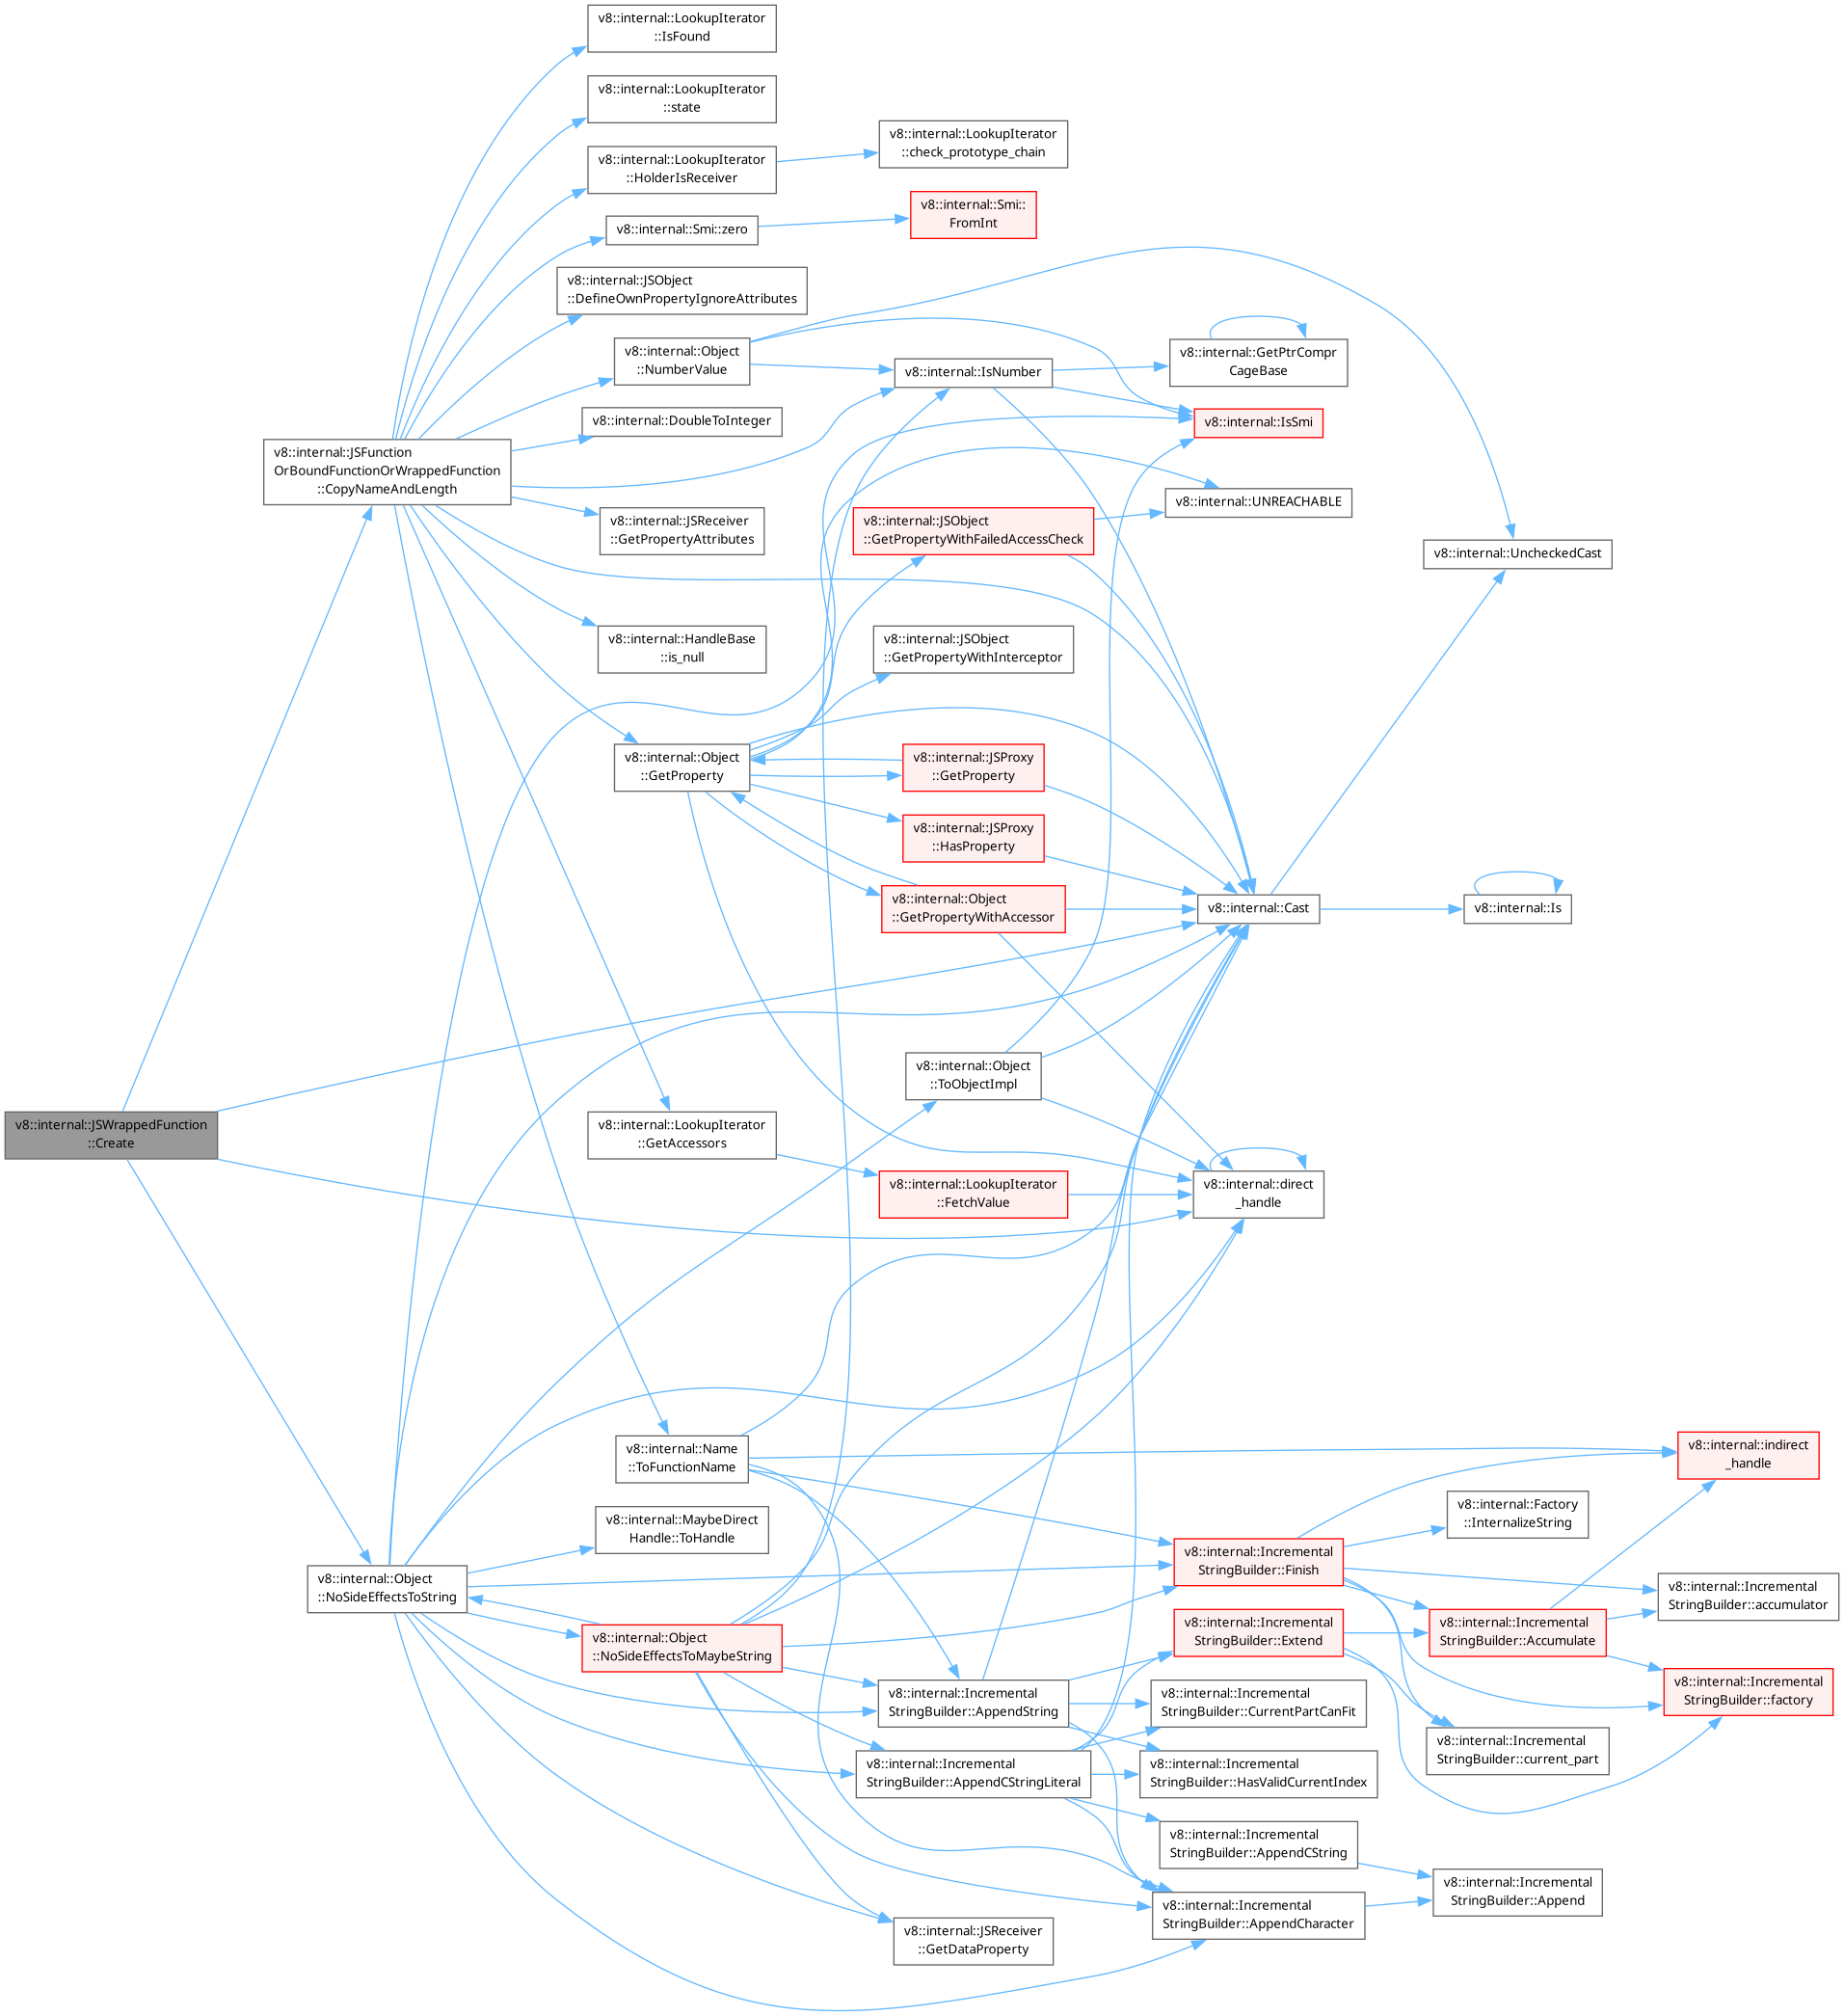 v8::internal::LookupIterator
::IsFound
v8::internal::LookupIterator
::state
v8::internal::LookupIterator
::check_prototype_chain
v8::internal::LookupIterator
::HolderIsReceiver
v8::internal::Smi::
FromInt
v8::internal::Smi::zero
v8::internal::JSObject
::DefineOwnPropertyIgnoreAttributes
v8::internal::Object
::NumberValue
v8::internal::IsNumber
v8::internal::GetPtrCompr
CageBase
v8::internal::DoubleToInteger
v8::internal::IsSmi
v8::internal::JSFunction
OrBoundFunctionOrWrappedFunction
::CopyNameAndLength
v8::internal::UNREACHABLE
v8::internal::JSReceiver
::GetPropertyAttributes
v8::internal::JSObject
::GetPropertyWithFailedAccessCheck
v8::internal::UncheckedCast
v8::internal::HandleBase
::is_null
v8::internal::JSObject
::GetPropertyWithInterceptor
v8::internal::Object
::GetProperty
v8::internal::JSProxy
::GetProperty
v8::internal::JSProxy
::HasProperty
v8::internal::Object
::GetPropertyWithAccessor
v8::internal::Cast
v8::internal::Is
v8::internal::Object
::ToObjectImpl
v8::internal::JSWrappedFunction
::Create
v8::internal::LookupIterator
::GetAccessors
v8::internal::LookupIterator
::FetchValue
v8::internal::direct
_handle
v8::internal::Name
::ToFunctionName
v8::internal::indirect
_handle
v8::internal::MaybeDirect
Handle::ToHandle
v8::internal::Factory
::InternalizeString
v8::internal::Object
::NoSideEffectsToString
v8::internal::Incremental
StringBuilder::Finish
v8::internal::Incremental
StringBuilder::accumulator
v8::internal::Object
::NoSideEffectsToMaybeString
v8::internal::Incremental
StringBuilder::Extend
v8::internal::Incremental
StringBuilder::Accumulate
v8::internal::Incremental
StringBuilder::AppendString
v8::internal::Incremental
StringBuilder::CurrentPartCanFit
v8::internal::Incremental
StringBuilder::factory
v8::internal::Incremental
StringBuilder::AppendCStringLiteral
v8::internal::Incremental
StringBuilder::HasValidCurrentIndex
v8::internal::Incremental
StringBuilder::current_part
v8::internal::Incremental
StringBuilder::AppendCString
v8::internal::Incremental
StringBuilder::Append
v8::internal::Incremental
StringBuilder::AppendCharacter
v8::internal::JSReceiver
::GetDataProperty